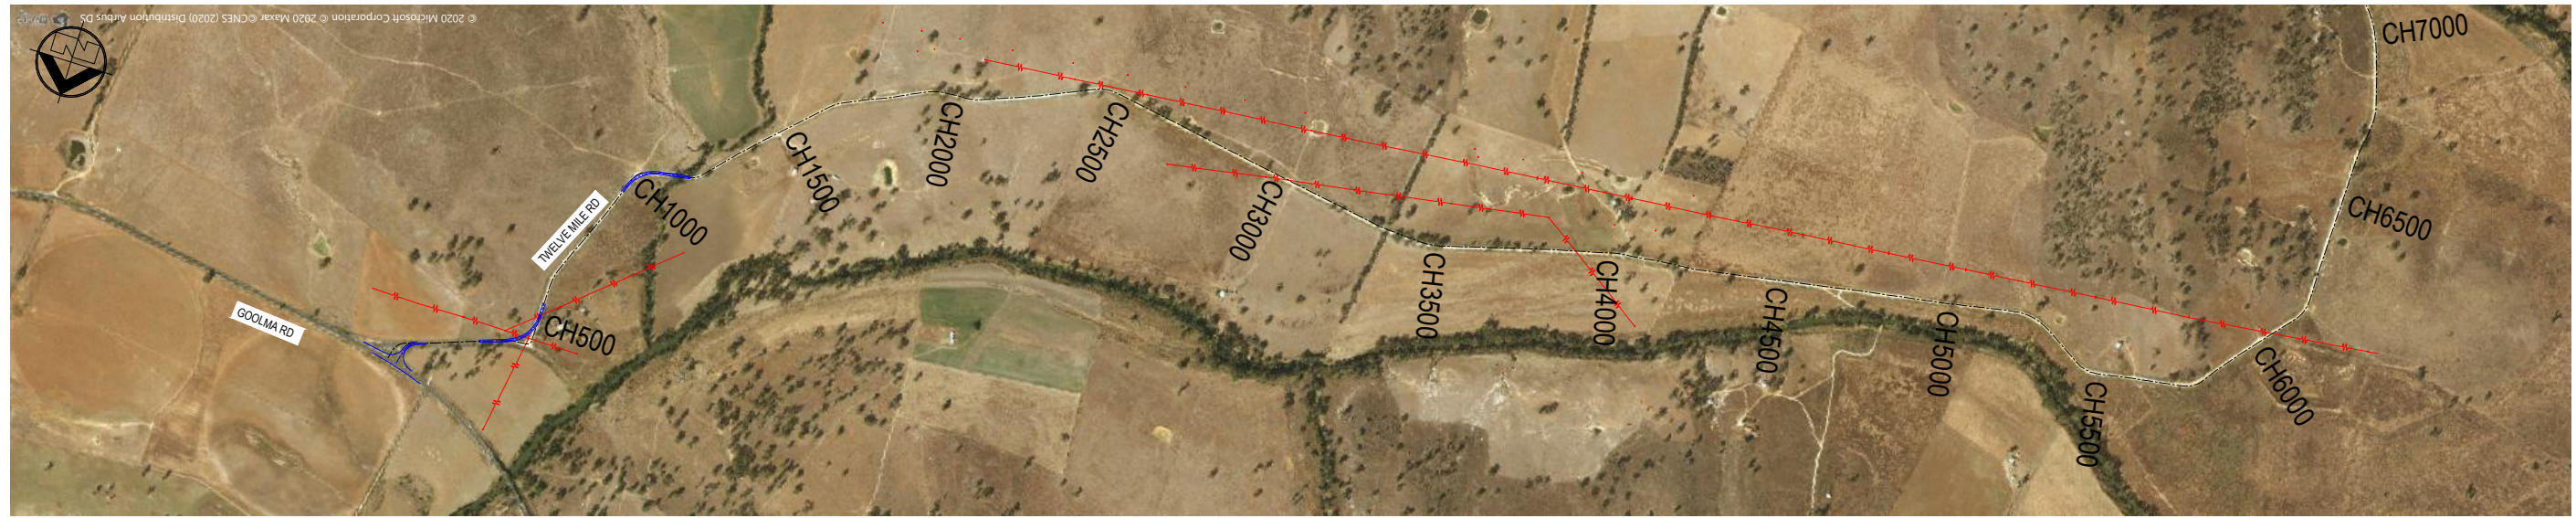 © 2020 Microsoft Corporation © 2020 Maxar ©CNES (2020) Distribution Airbus DS
N
CH7000
CH2000
CH2500
CH1500
CH1000
TWELVE MILE RD
CH3000
CH6500
CH3500
CH4000
CH4500
CH5000
GOOLMA RD
CH500
CH6000
CH5500